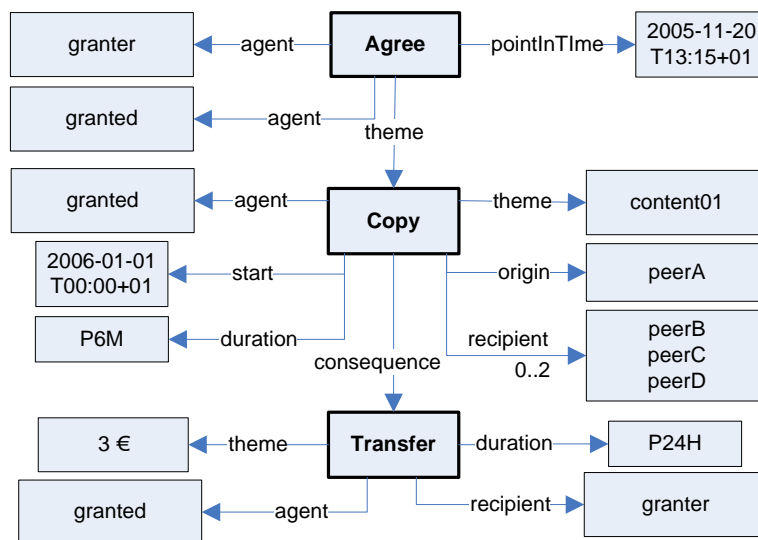 granter
agent
Agree
pointInTIme
2005-11-20
T13:15+01
granted
agent
theme
granted
agent
Copy
theme
content01
2006-01-01
T00:00+01
start
origin
peerA
P6M
duration
consequence
recipient
0..2
peerB
peerC
peerD
3 €
theme
Transfer
duration
P24H
granted
agent
recipient
granter